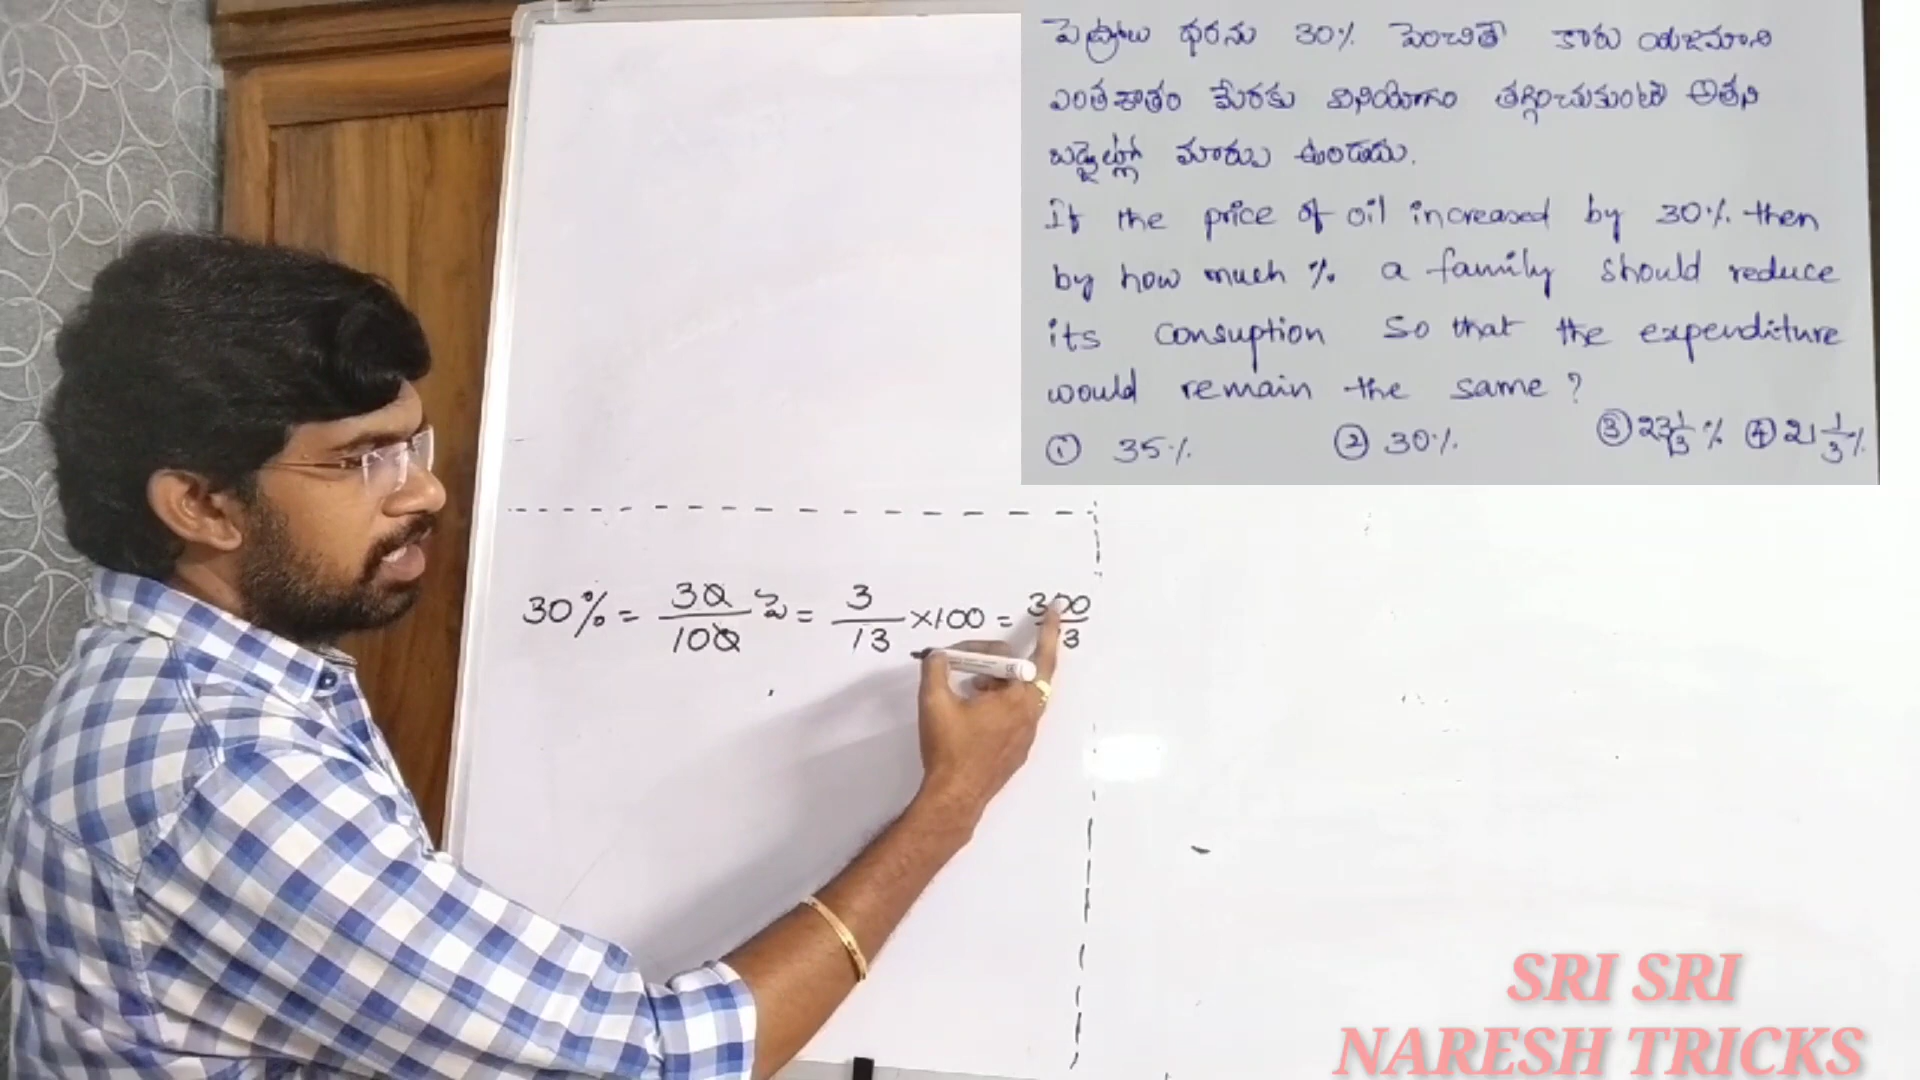 పెట్రోలు ధరను 30% పెంచితే కారు యజమాని
ఎంతశాతం మేరకు వినియోగం తగ్గించుకుంటే అతని
బడ్జెట్లో మార్పు ఉండదు.
If the price of oil increased by 30% then
by how much % a family should reduce
its consuption so that the expenditure
would remain the same ?
① 35% ② 30% ③ 23 1/13 % ④ 21 1/3 %
30% = 30/100 పై = 3/13 ×100 = 300/13
SRI SRI
NARESH TRICKS